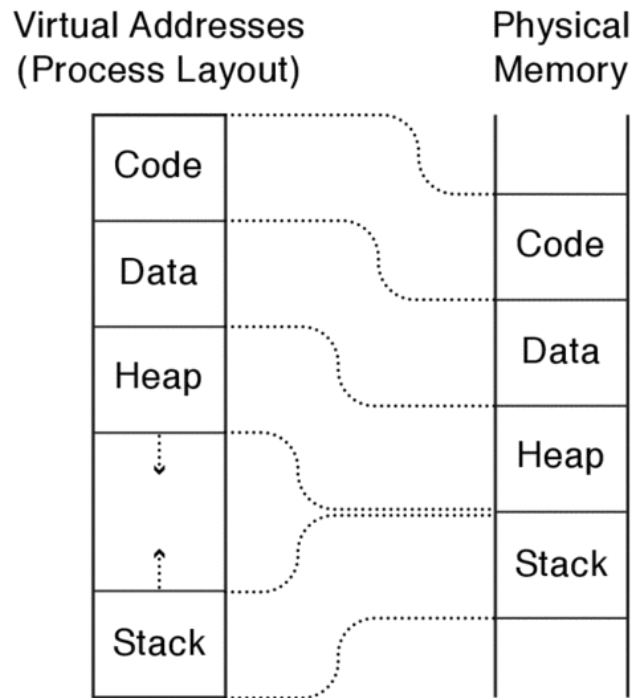 Virtual Addresses
(Process Layout)
Code
Data
Heap
Stack
Physical
Memory
Code
Data
Heap
Stack